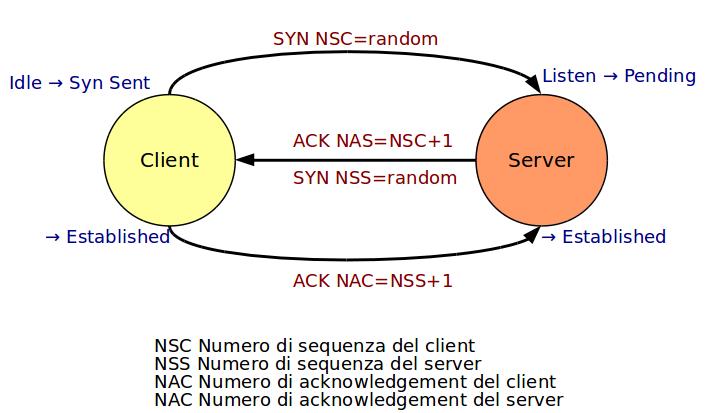 SYN NSC=random
Idle → Syn Sent
Listen → Pending
ACK NAS=NSC+1
Client
Server
SYN NSS=random
→ Established
→ Established
ACK NAC=NSS+1
NSC Numero di sequenza del client
NSS Numero di sequenza del server
NAC Numero di acknowledgement del client
NAC Numero di acknowledgement del server